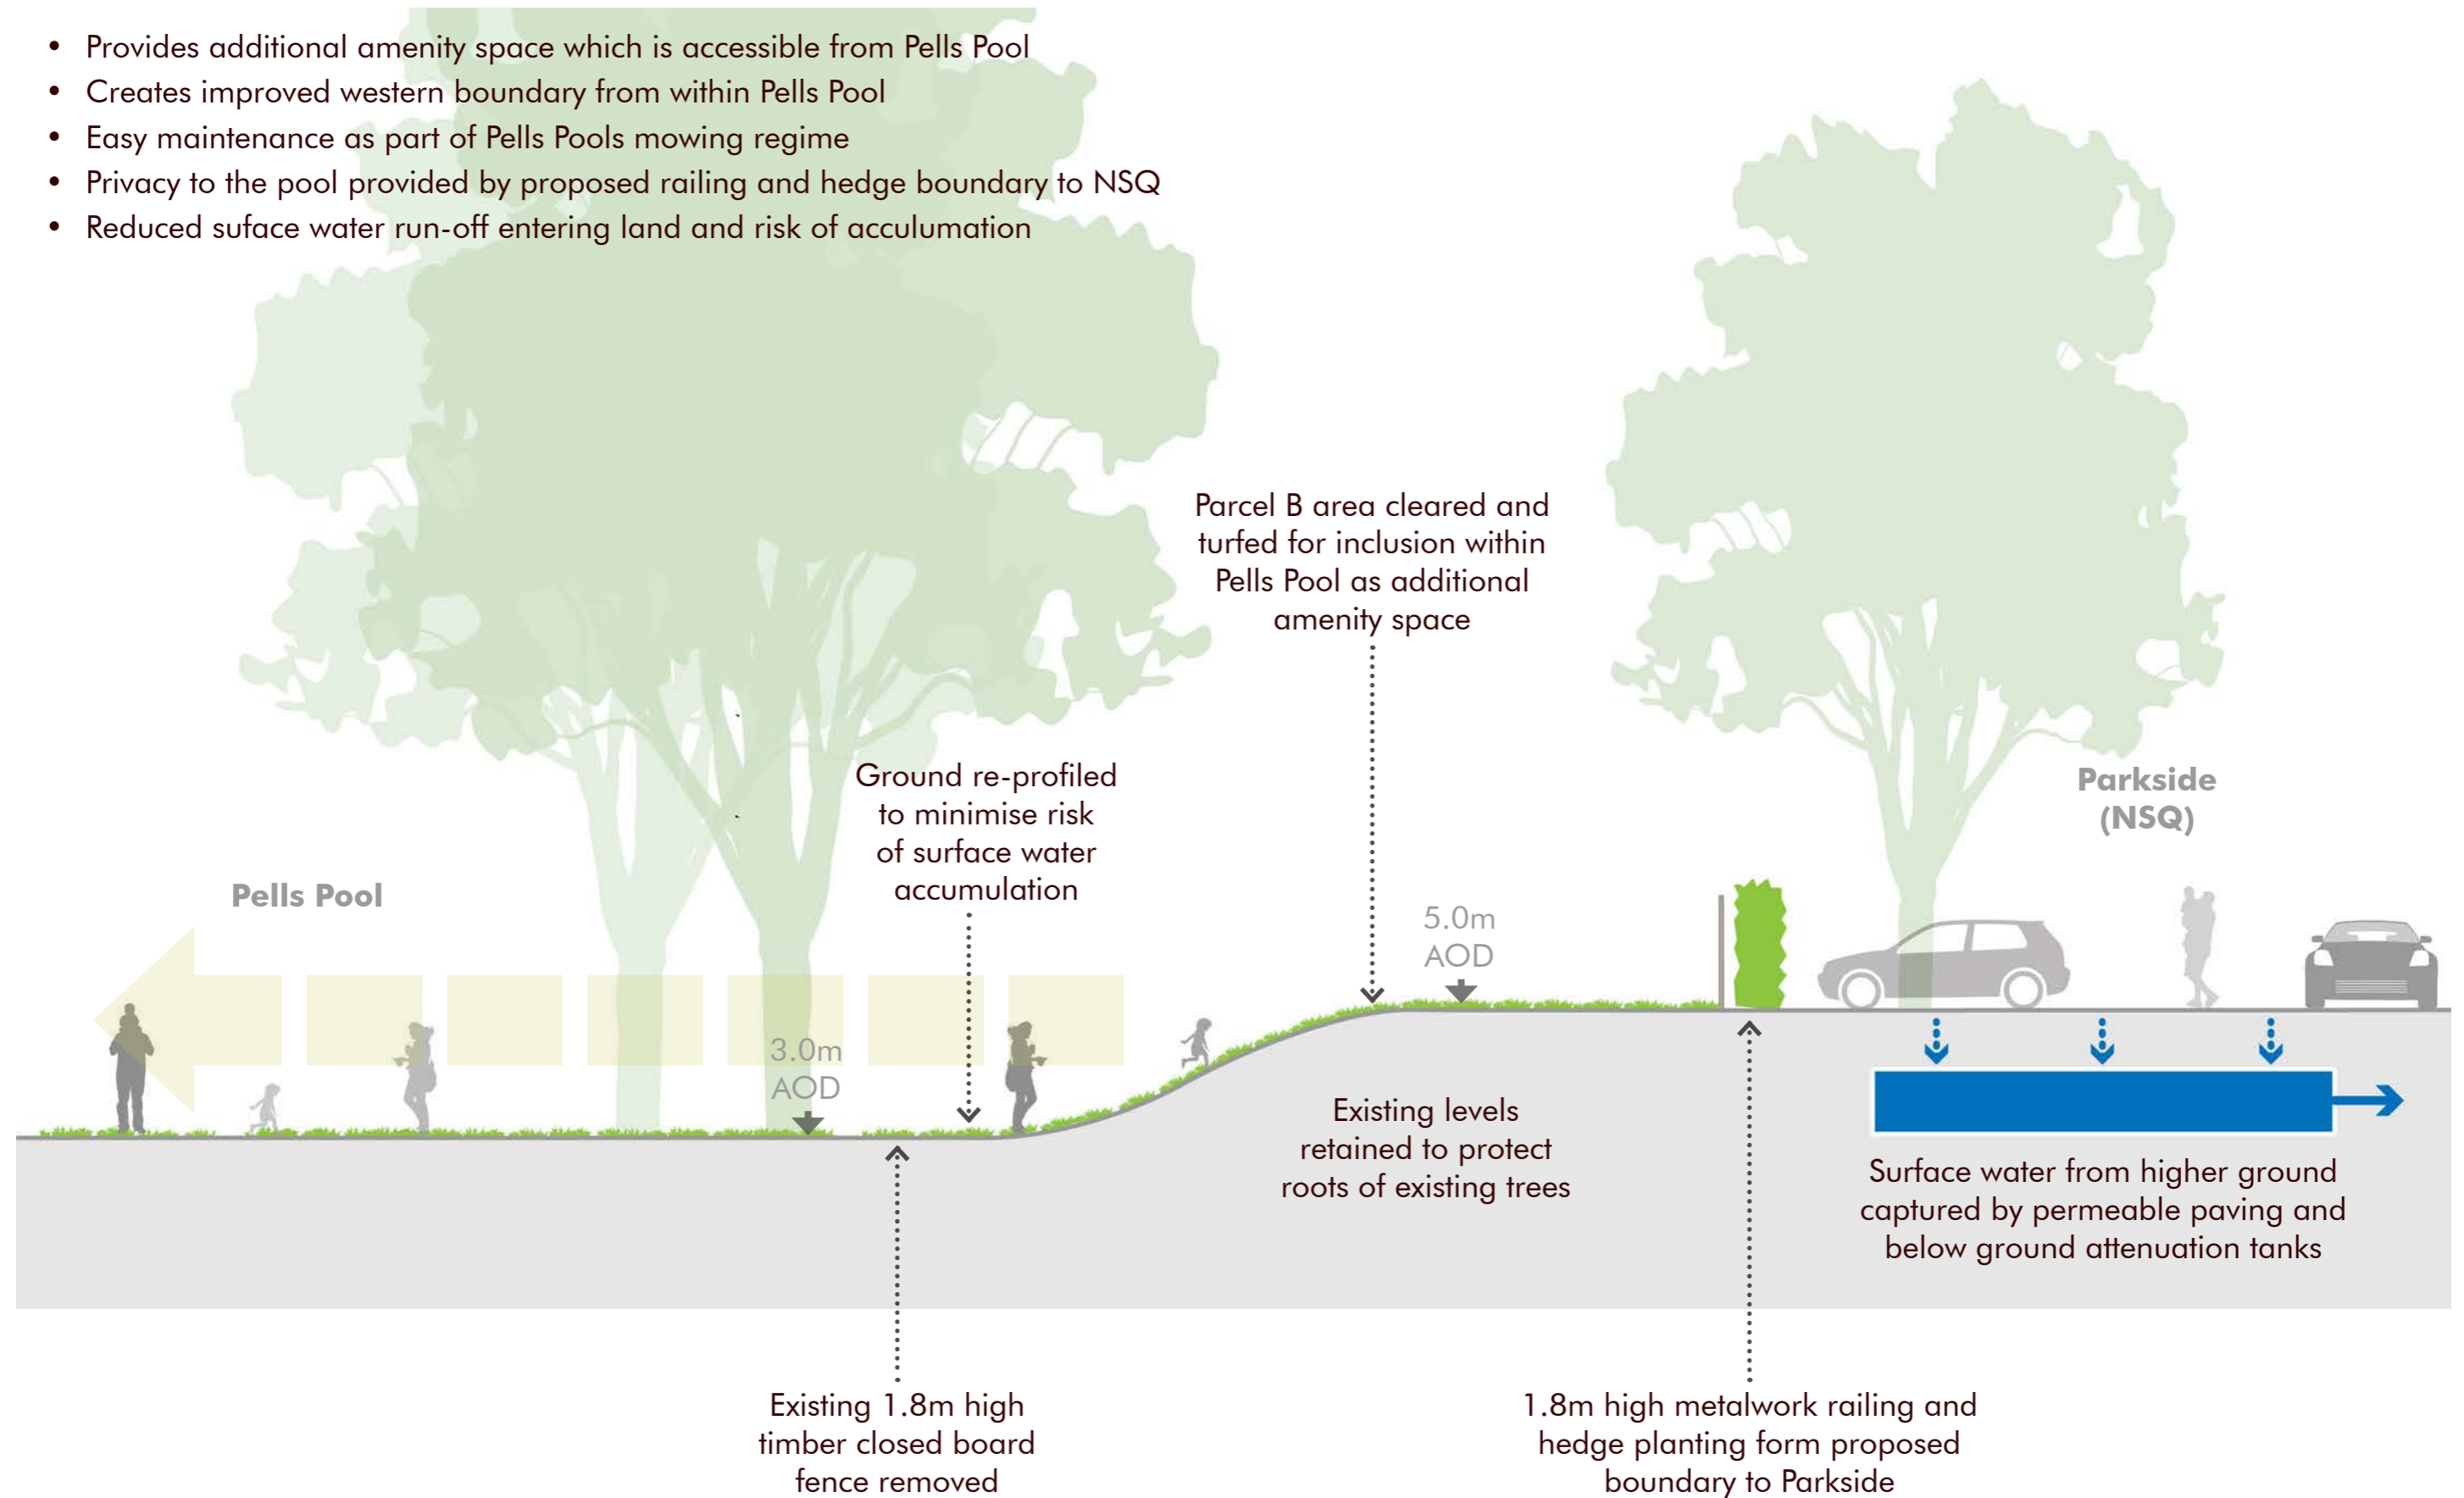 • Provides additional amenity space which is accessible from Pells Pool
• Creates improved western boundary from within Pells Pool
• Easy maintenance as part of Pells Pools mowing regime
• Privacy to the pool provided by proposed railing and hedge boundary to NSQ
• Reduced suface water run-off entering land and risk of acculumation
Parcel B area cleared and
turfed for inclusion within
Pells Pool as additional
amenity space
Ground re-profiled
to minimise risk
of surface water
accumulation
Parkside
(NSQ)
Pells Pool
5.0m
AOD
3.0m
AOD
Existing levels
retained to protect
roots of existing trees
Surface water from higher ground
captured by permeable paving and
below ground attenuation tanks
Existing 1.8m high
timber closed board
fence removed
1.8m high metalwork railing and
hedge planting form proposed
boundary to Parkside